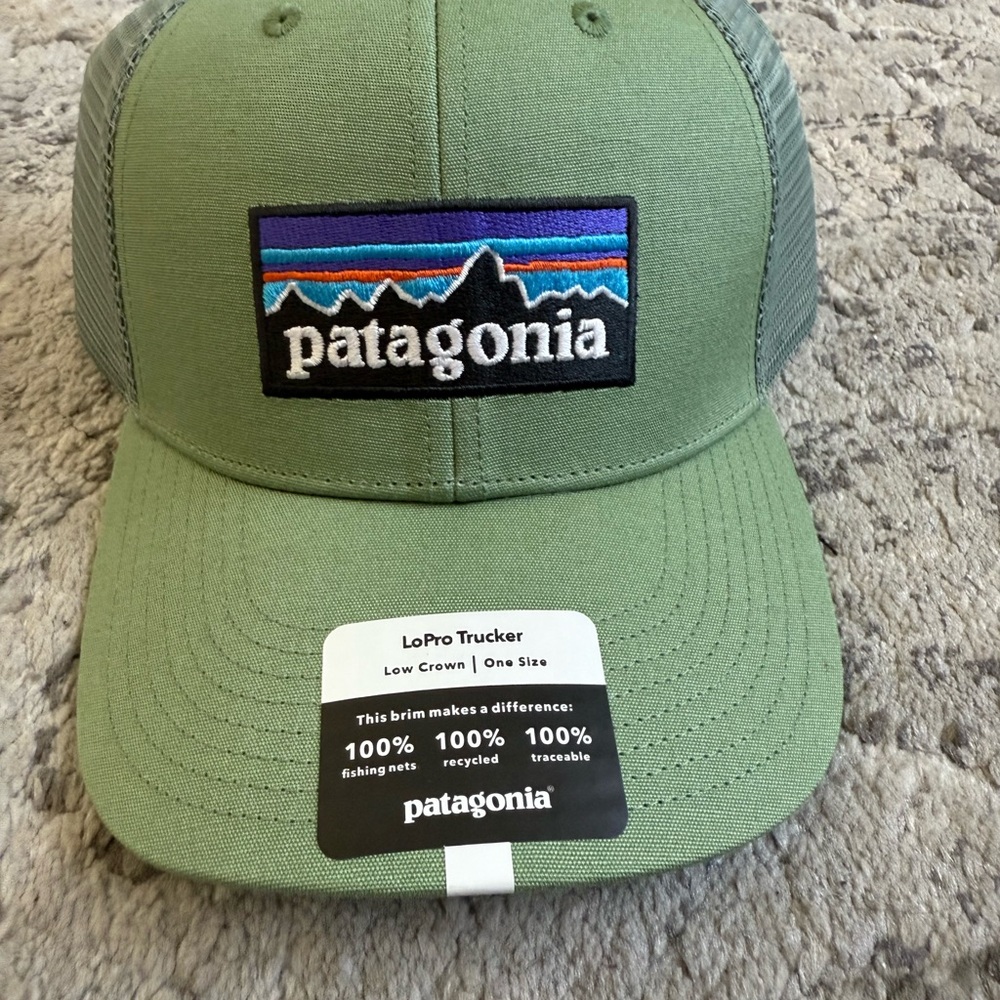 patagonia
LoPro Trucker
Low Crown | One Size
This brim makes a difference:
100% 100% 100%
fishing nets recycled traceable
patagonia®